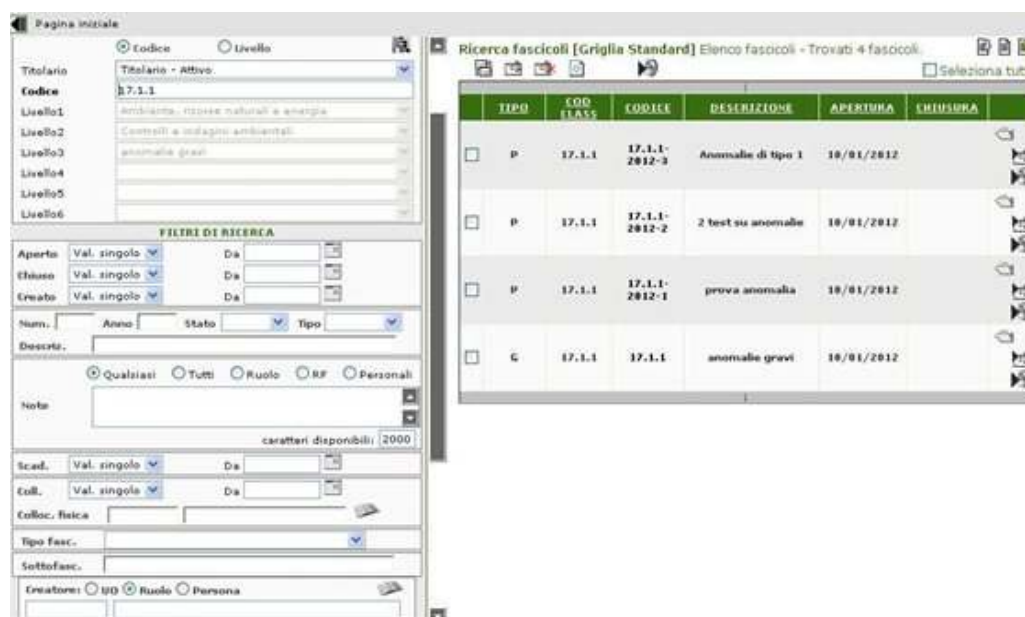 Pagina iniziale
Codice Livello
Titolario Titolario - Attivo
Codice 17.1.1
Livello1 Ambiente, risorse naturali e energia
Livello2 Controlli e indagini ambientali
Livello3 anomalie gravi
Livello4
Livello5
Livello6
FILTRI DI RICERCA
Aperto Val. singolo Da
Chiuso Val. singolo Da
Creato Val. singolo Da
Num. Anno Stato Tipo
Descriz.
Qualsiasi Tutti Ruolo RF Personali
Note
caratteri disponibili: 2000
Scad. Val. singolo Da
Coll. Val. singolo Da
Colloc. fisica
Tipo fasc.
Sottofasc.
Creatore: UO Ruolo Persona
Ricerca fascicoli [Griglia Standard] Elenco fascicoli - Trovati 4 fascicoli.
Seleziona tut
TIPO COD CLASS CODICE DESCRIZIONE APERTURA CHIUSURA
P 17.1.1 17.1.1-2012-3 Anomalie di tipo 1 10/01/2012
P 17.1.1 17.1.1-2012-2 2 test su anomalie 10/01/2012
P 17.1.1 17.1.1-2012-1 prova anomalia 10/01/2012
G 17.1.1 17.1.1 anomalie gravi 10/01/2012